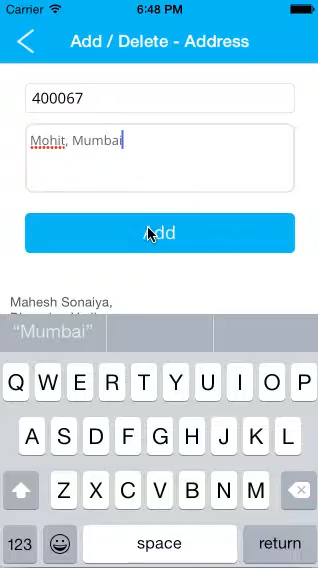 Carrier 6:48 PM
Add / Delete - Address
400067
Mohit, Mumbai
Add
Mahesh Sonaiya,
"Mumbai"
Q W E R T Y U I O P
A S D F G H J K L
Z X C V B N M
123 space return